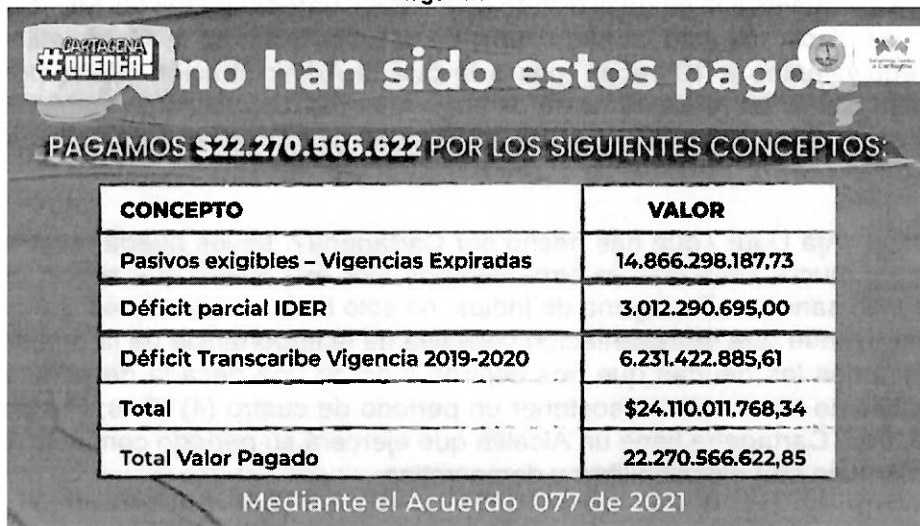 #CARTAGENA CUENTA!
mo han sido estos pagos
PAGAMOS $22.270.566.622 POR LOS SIGUIENTES CONCEPTOS:
CONCEPTO VALOR
Pasivos exigibles – Vigencias Expiradas 14.866.298.187,73
Déficit parcial IDER 3.012.290.695,00
Déficit Transcaribe Vigencia 2019-2020 6.231.422.885,61
Total $24.110.011.768,34
Total Valor Pagado 22.270.566.622,85
Mediante el Acuerdo 077 de 2021